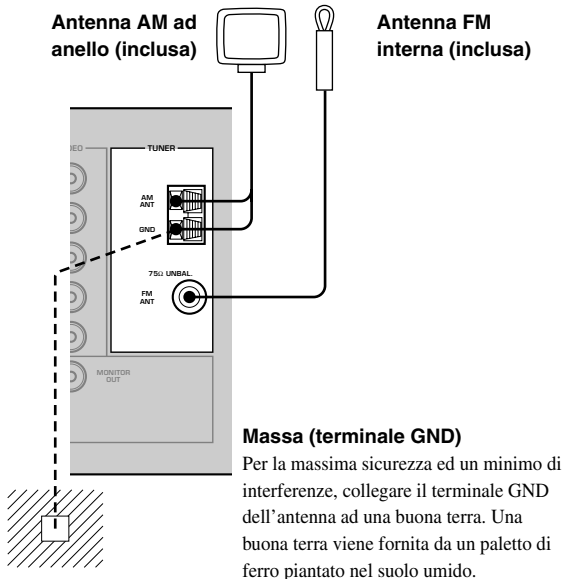 Antenna AM ad
anello (inclusa)
Antenna FM
interna (inclusa)
TUNER
AM
ANT
GND
75Ω UNBAL.
FM
ANT
MONITOR
OUT
Massa (terminale GND)
Per la massima sicurezza ed un minimo di
interferenze, collegare il terminale GND
dell'antenna ad una buona terra. Una
buona terra viene fornita da un paletto di
ferro piantato nel suolo umido.